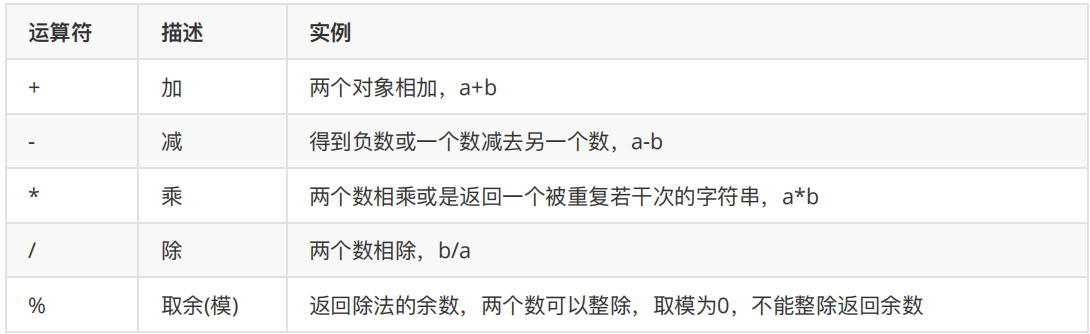 运算符 描述 实例
+ 加 两个对象相加，a+b
- 减 得到负数或一个数减去另一个数，a-b
* 乘 两个数相乘或是返回一个被重复若干次的字符串，a*b
/ 除 两个数相除，b/a
% 取余(模) 返回除法的余数，两个数可以整除，取模为0，不能整除返回余数